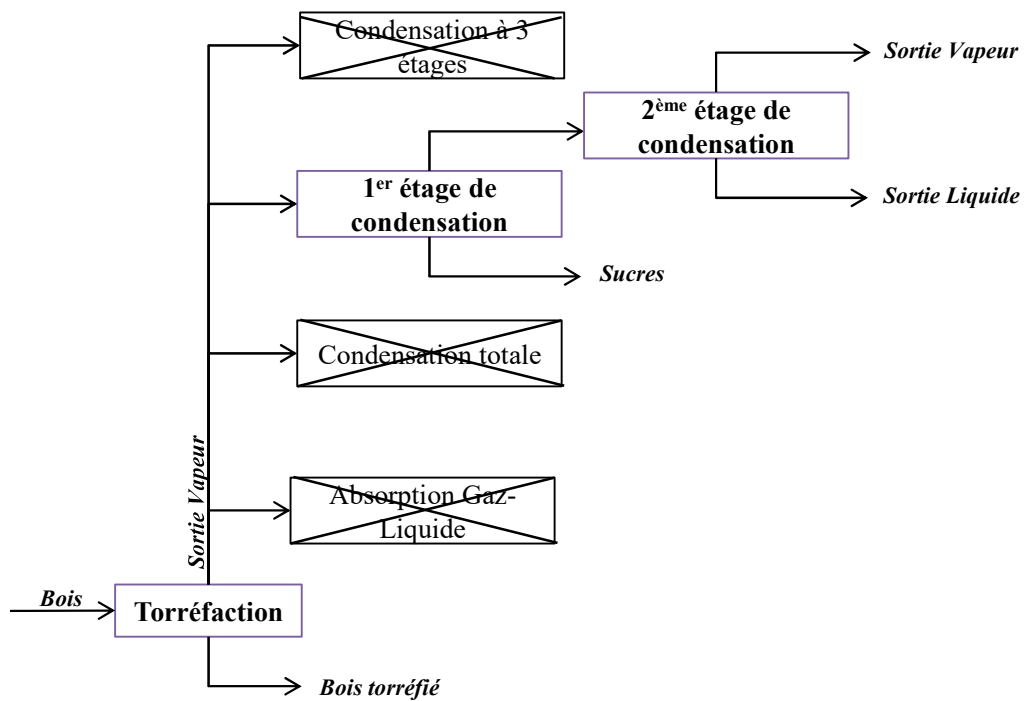 Condensation à 3
étages
Sortie Vapeur
2ème étage de
condensation
1er étage de
condensation
Sortie Liquide
Sucres
Condensation totale
Sortie Vapeur
Absorption Gaz-
Liquide
Bois
Torréfaction
Bois torréfié